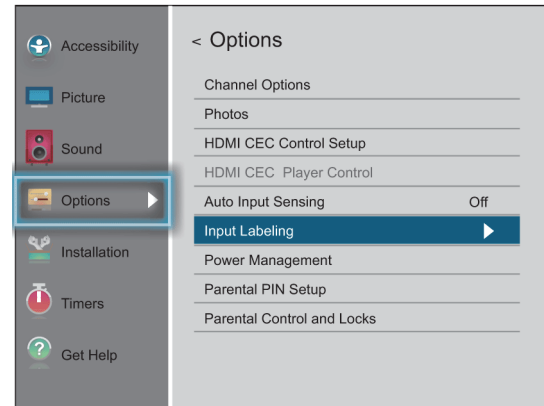 Accessibility
Picture
Sound
Options
Installation
Timers
Get Help
< Options
Channel Options
Photos
HDMI CEC Control Setup
HDMI CEC Player Control
Auto Input Sensing Off
Input Labeling
Power Management
Parental PIN Setup
Parental Control and Locks